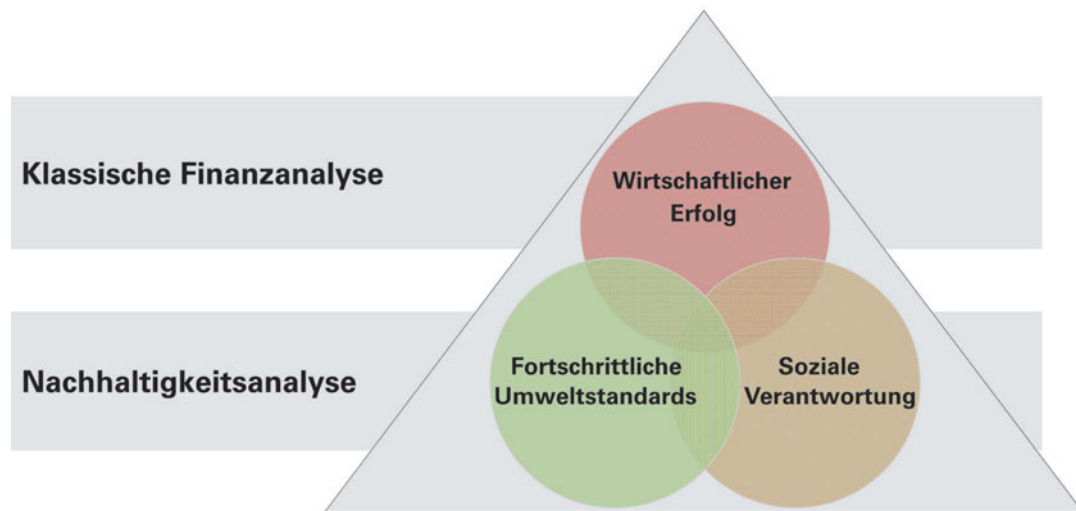 Klassische Finanzanalyse
Wirtschaftlicher
Erfolg
Nachhaltigkeitsanalyse
Fortschrittliche
Umweltstandards
Soziale
Verantwortung